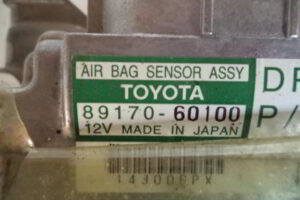 AIR BAG SENSOR ASSY
TOYOTA
89170-60100
12V MADE IN JAPAN
D
P/